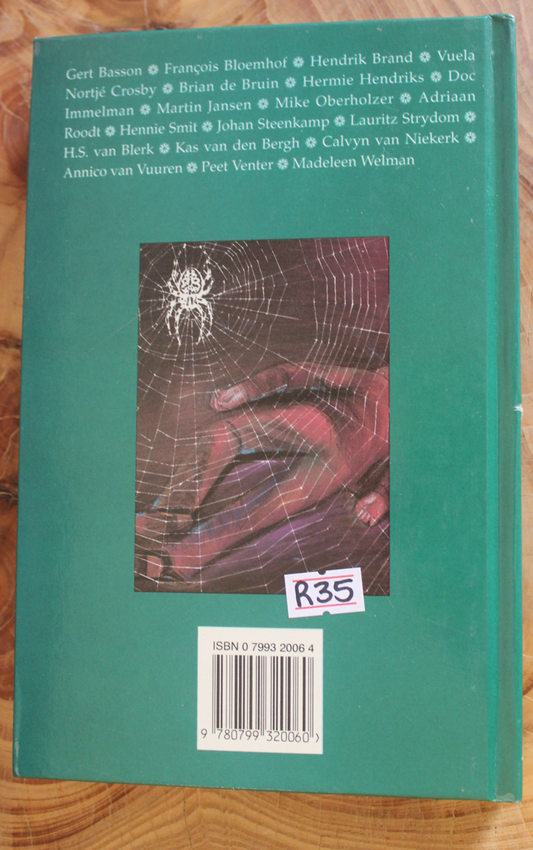 Gert Basson ❁ François Bloemhof ❁ Hendrik Brand ❁ Vuela
Nortjé Crosby ❁ Brian de Bruin ❁ Hermie Hendriks ❁ Doc
Immelman ❁ Martin Jansen ❁ Mike Oberholzer ❁ Adriaan
Roodt ❁ Hennie Smit ❁ Johan Steenkamp ❁ Lauritz Strydom ❁
H.S. van Blerk ❁ Kas van den Bergh ❁ Calvyn van Niekerk ❁
Annico van Vuuren ❁ Peet Venter ❁ Madeleen Welman
R35
ISBN 0 7993 2006 4
9 780799 320060 〉